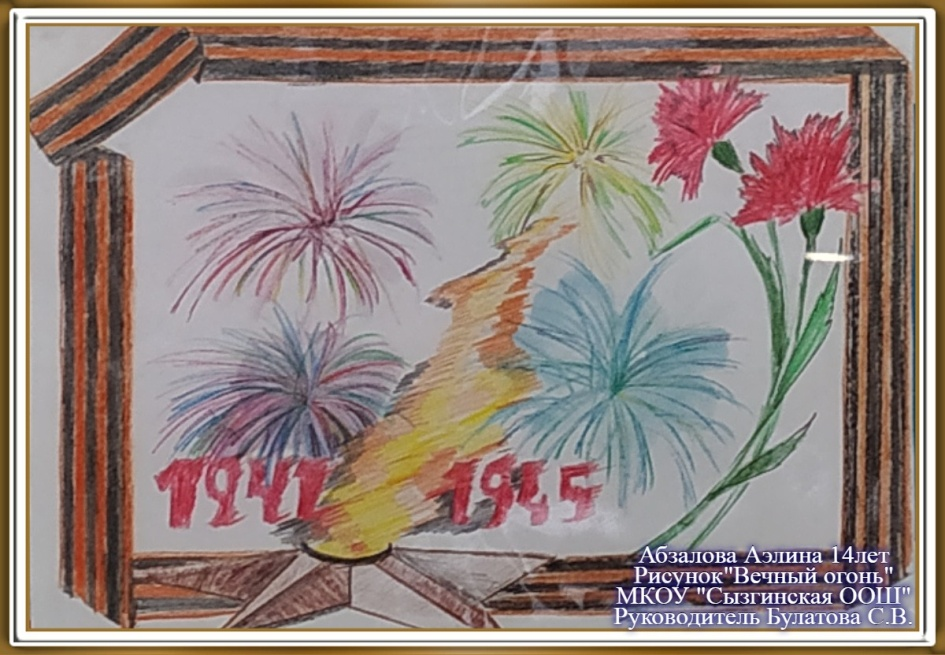 1941 1945
Абзалова Аэлина 14лет
Рисунок"Вечный огонь"
МКОУ "Сызгинская ООШ"
Руководитель Булатова С.В.